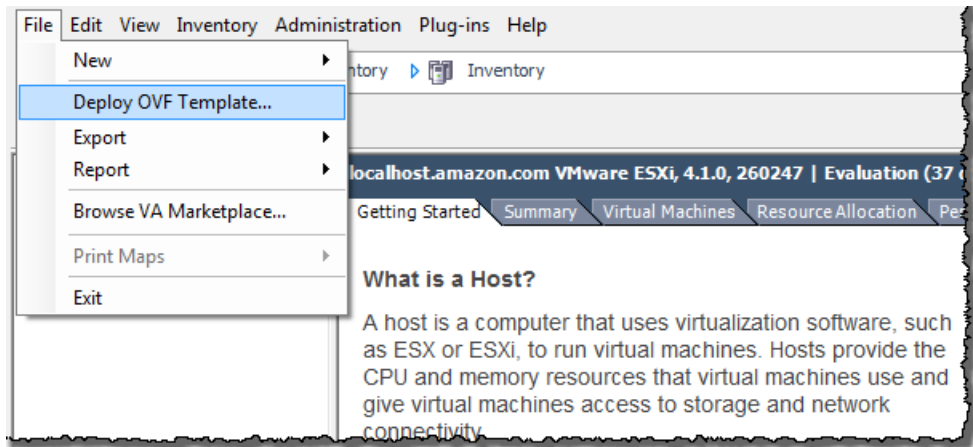 File Edit View Inventory Administration Plug-ins Help
New
Inventory
Deploy OVF Template...
Export
Report
localhost.amazon.com VMware ESXi, 4.1.0, 260247 | Evaluation (37
Browse VA Marketplace...
Getting Started Summary Virtual Machines Resource Allocation
Print Maps
What is a Host?
Exit
A host is a computer that uses virtualization software, such
as ESX or ESXi, to run virtual machines. Hosts provide the
CPU and memory resources that virtual machines use and
give virtual machines access to storage and network
connectivity